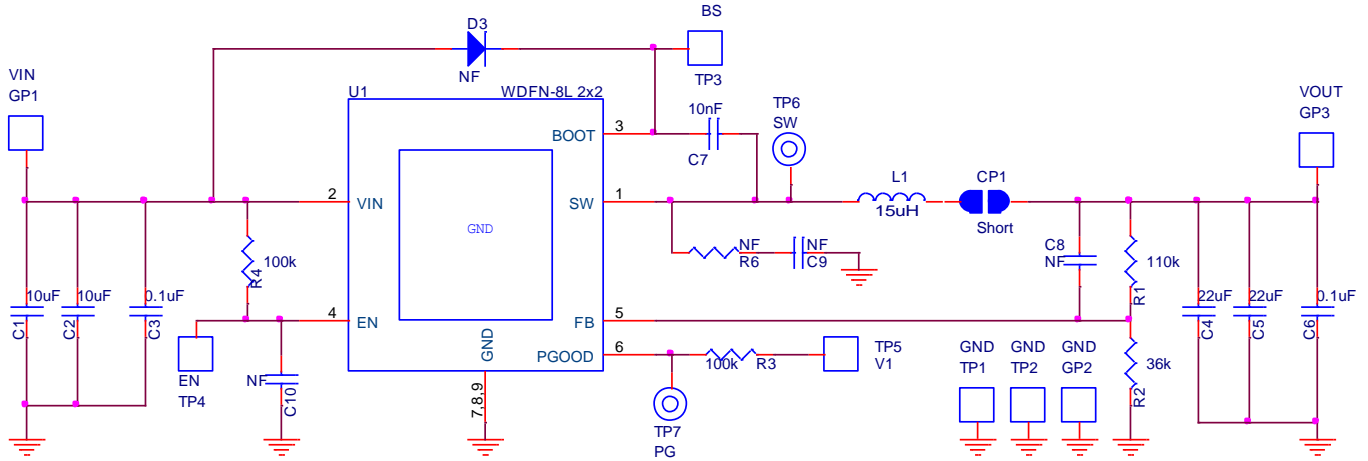 BS
D3
NF
TP3
VIN
GP1
U1
WDFN-8L 2x2
10nF
C7
TP6
SW
VOUT
GP3
3
BOOT
L1
15uH
CP1
Short
2
VIN
GND
1
SW
NF
R6
NF
C9
C8
NF
110k
R1
100k
R4
10uF
C1
10uF
C2
0.1uF
C3
22uF
C4
22uF
C5
0.1uF
C6
4
EN
5
FB
6
PGOOD
GND
7,8,9
100k
R3
TP5
V1
EN
TP4
NF
C10
TP7
PG
GND
TP1
GND
TP2
GND
GP2
36k
R2